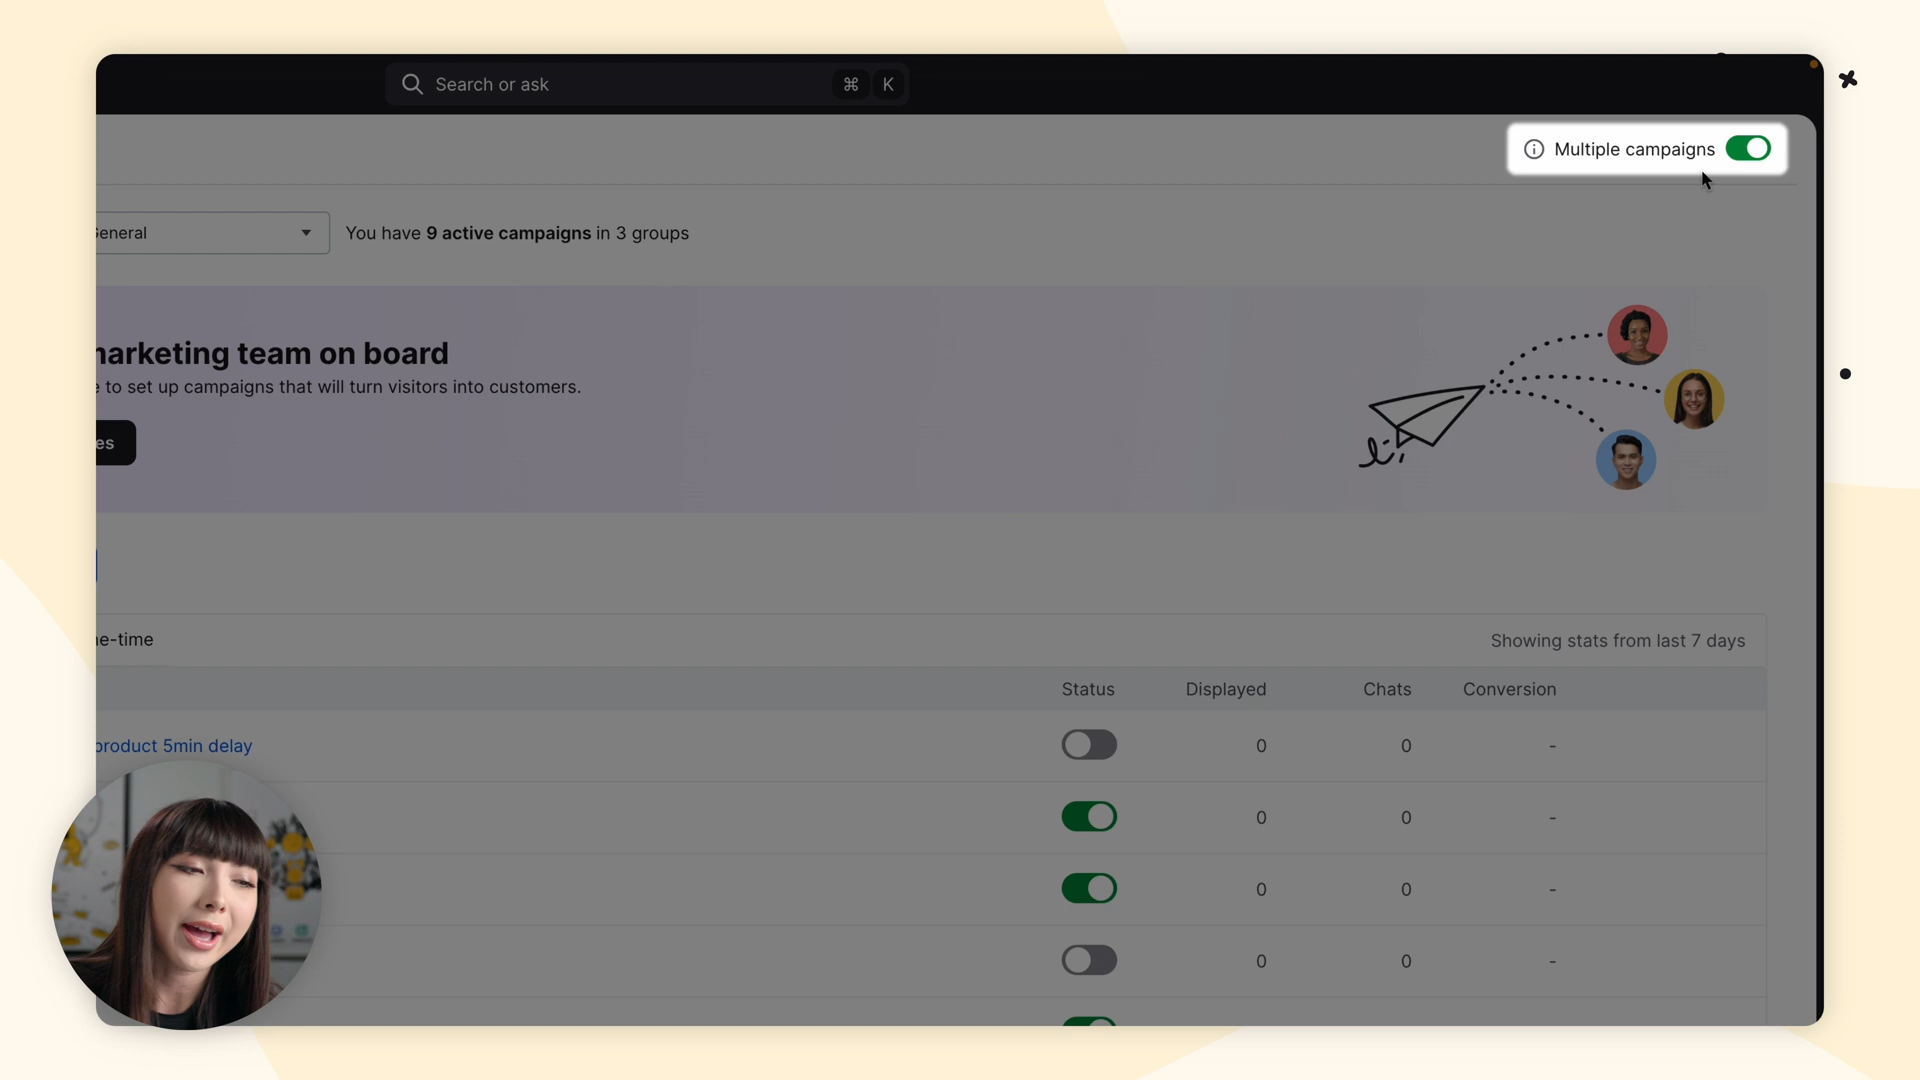 Search or ask
⌘ K
Multiple campaigns
General
You have 9 active campaigns in 3 groups
marketing team on board
e to set up campaigns that will turn visitors into customers.
es
ne-time
Showing stats from last 7 days
Status Displayed Chats Conversion
product 5min delay
0 0 -
0 0 -
0 0 -
0 0 -